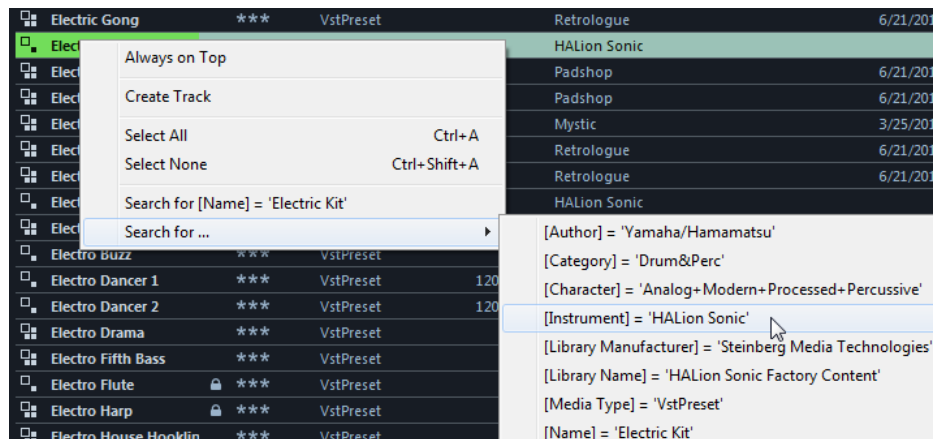 Electric Gong *** VstPreset Retrologue 6/21/201
Elect HALion Sonic
Elect Padshop 6/21/201
Elect Padshop 6/21/201
Elect Mystic 3/25/201
Elect Retrologue 6/21/201
Elect Retrologue 6/21/201
Elect HALion Sonic
Elect
Always on Top
Create Track
Select All Ctrl+A
Select None Ctrl+Shift+A
Search for [Name] = 'Electric Kit'
Search for ...
[Author] = 'Yamaha/Hamamatsu'
[Category] = 'Drum&Perc'
[Character] = 'Analog+Modern+Processed+Percussive'
[Instrument] = 'HALion Sonic'
[Library Manufacturer] = 'Steinberg Media Technologies'
[Library Name] = 'HALion Sonic Factory Content'
[Media Type] = 'VstPreset'
[Name] = 'Electric Kit'
Electro Buzz *** VstPreset
Electro Dancer 1 *** VstPreset 120
Electro Dancer 2 *** VstPreset 120
Electro Drama *** VstPreset
Electro Fifth Bass *** VstPreset
Electro Flute *** VstPreset
Electro Harp *** VstPreset
Electro House Hooklin *** VstPreset